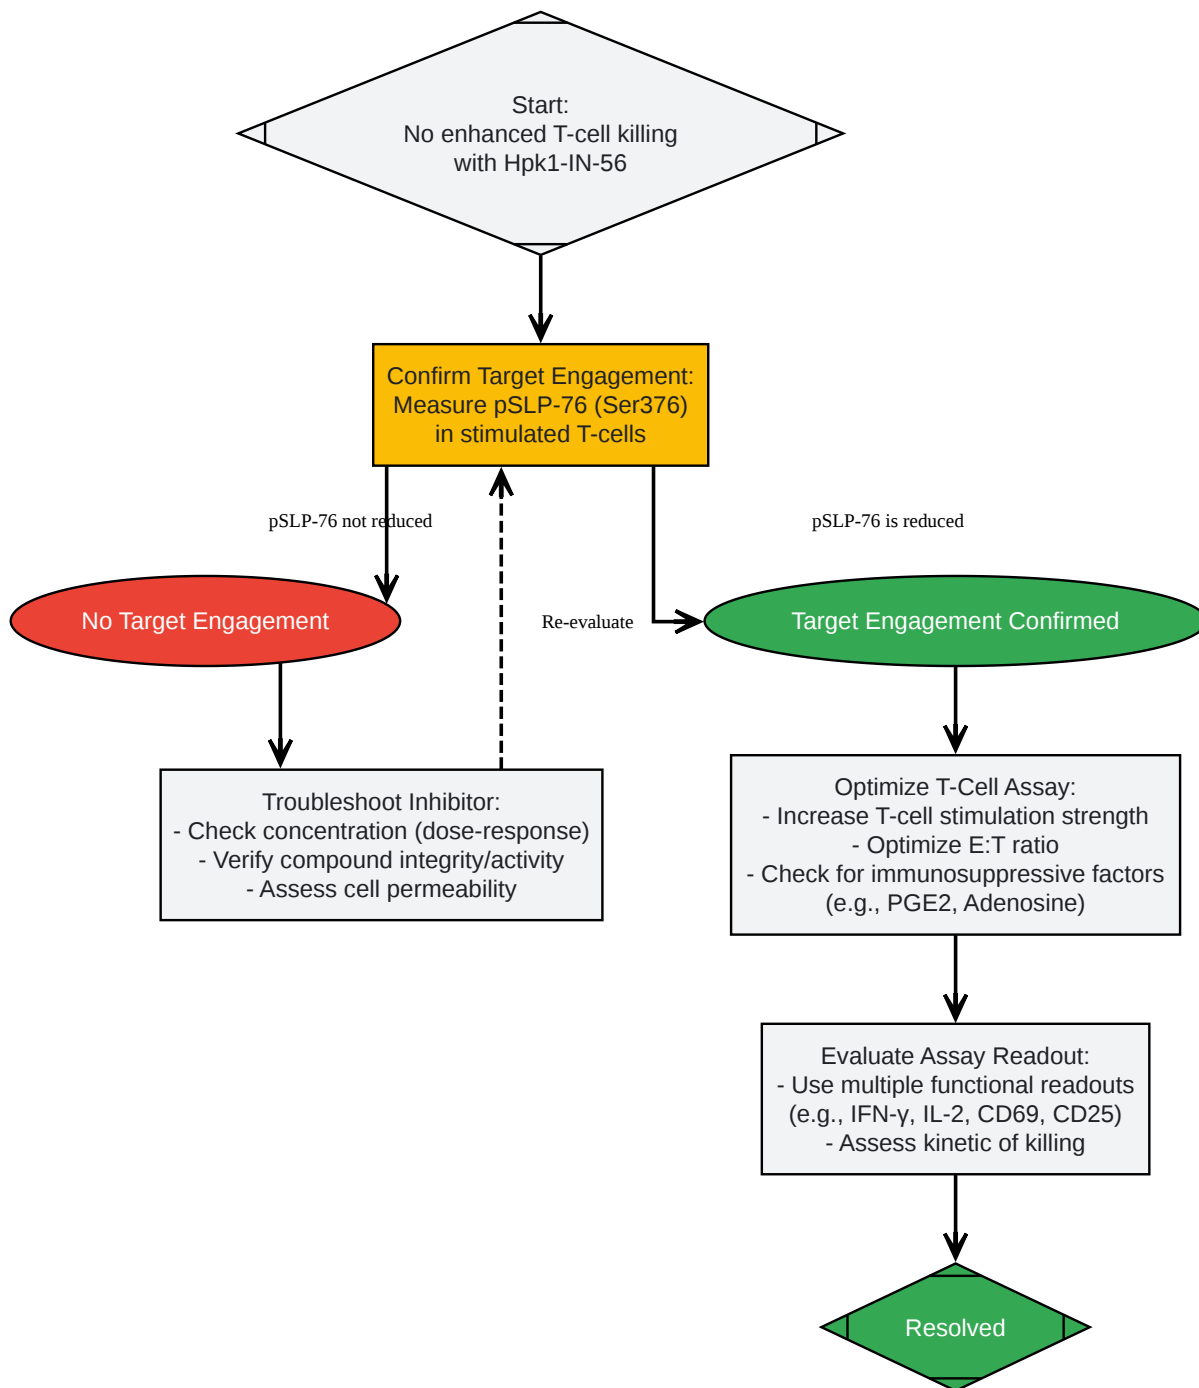 Start:
No enhanced T-cell killing
with Hpk1-IN-56
Confirm Target Engagement:
Measure pSLP-76 (Ser376)
in stimulated T-cells
pSLP-76 not reduced
pSLP-76 is reduced
No Target Engagement
Re-evaluate
Target Engagement Confirmed
Troubleshoot Inhibitor:
- Check concentration (dose-response)
- Verify compound integrity/activity
- Assess cell permeability
Optimize T-Cell Assay:
- Increase T-cell stimulation strength
- Optimize E:T ratio
- Check for immunosuppressive factors
(e.g., PGE2, Adenosine)
Evaluate Assay Readout:
- Use multiple functional readouts
(e.g., IFN-γ, IL-2, CD69, CD25)
- Assess kinetic of killing
Resolved